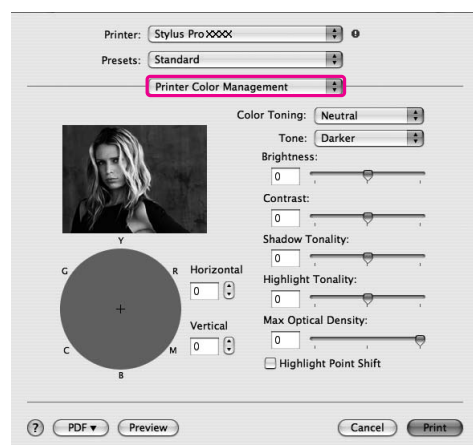 Printer: Stylus Pro XXXX
Presets: Standard
Printer Color Management
Color Toning: Neutral
Tone: Darker
Brightness:
0
Contrast:
0
Shadow Tonality:
0
Highlight Tonality:
0
Max Optical Density:
0
Highlight Point Shift
Y
G R
C M
B
Horizontal
0
Vertical
0
? PDF▼ Preview Cancel Print